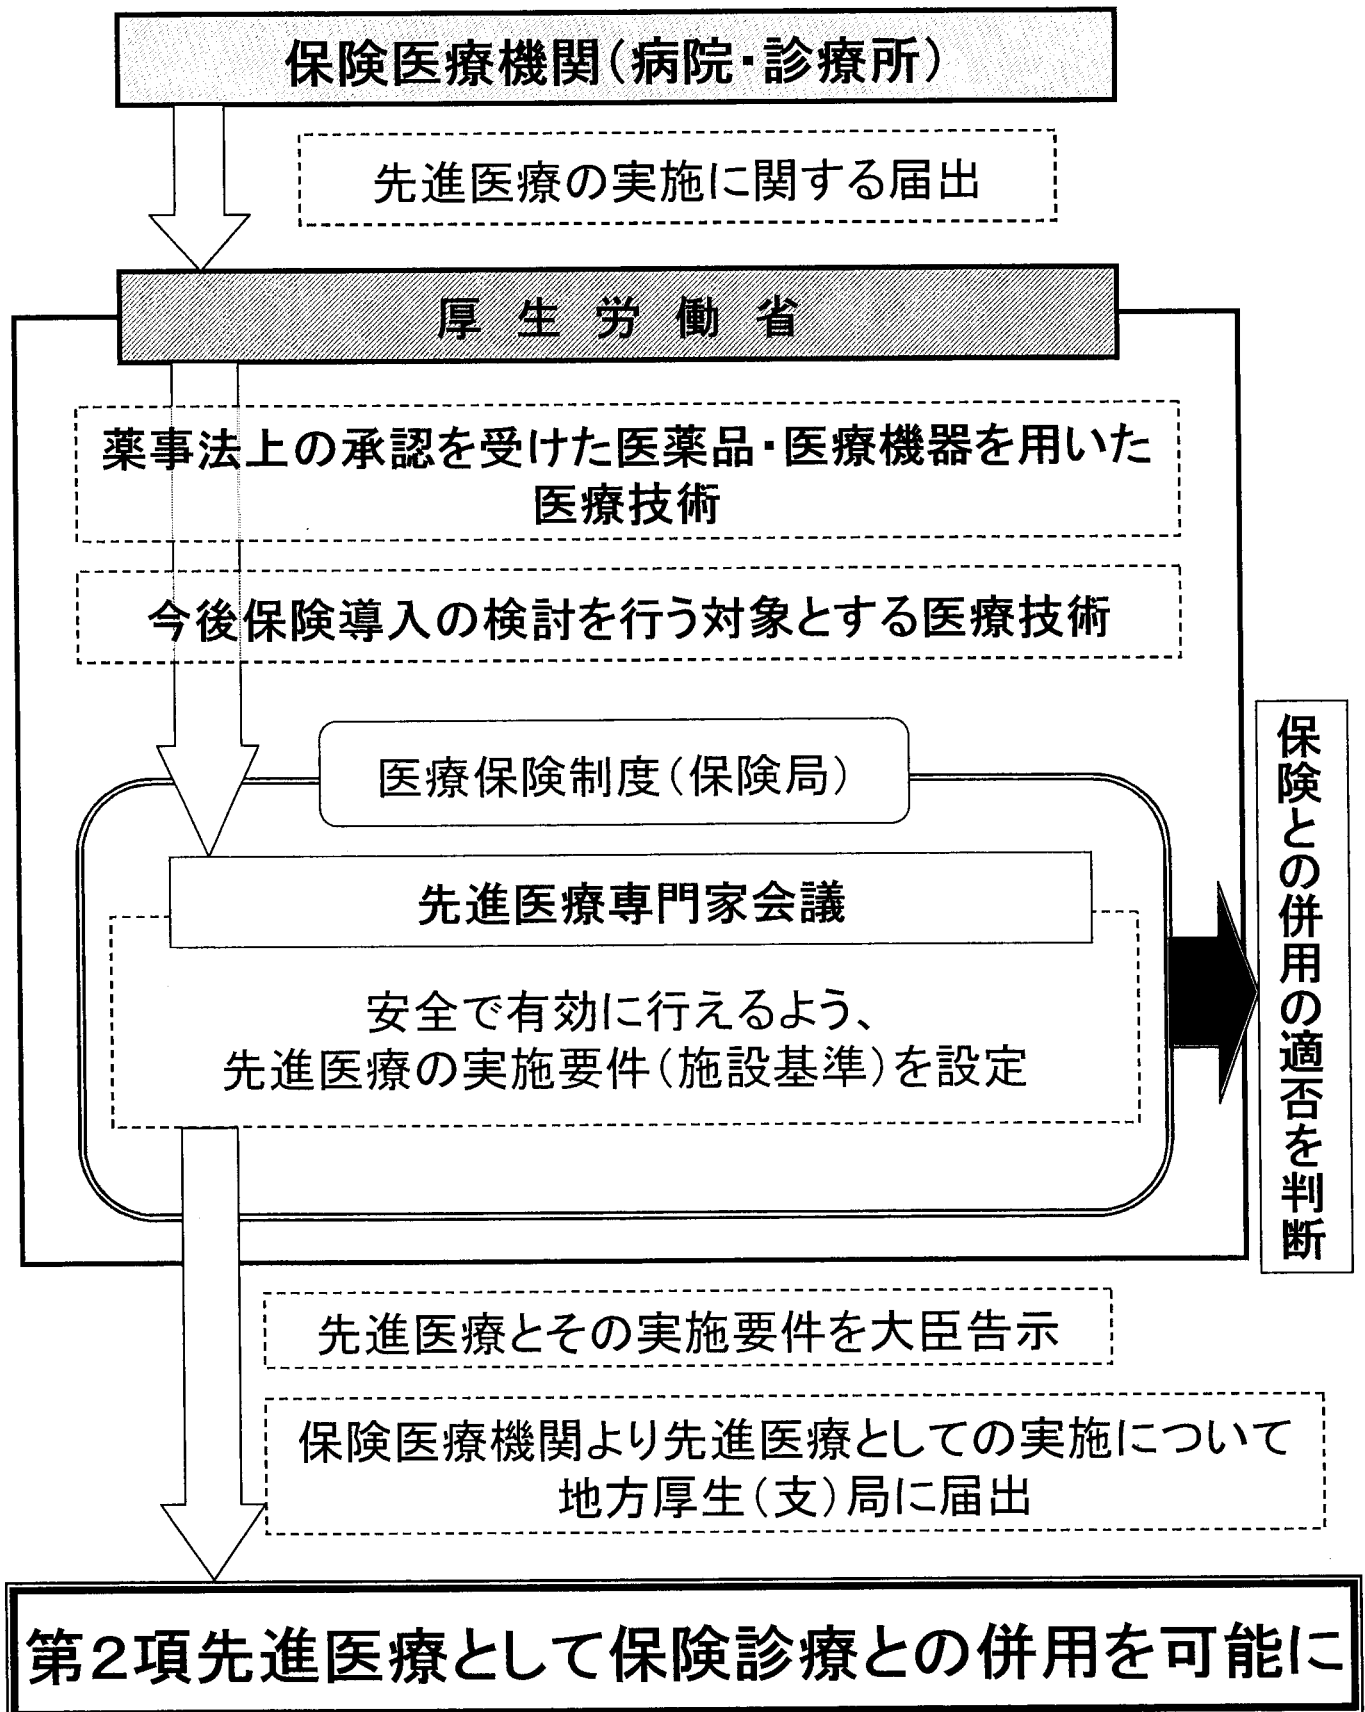 保険医療機関(病院・診療所)
先進医療の実施に関する届出
厚生労働省
薬事法上の承認を受けた医薬品・医療機器を用いた
医療技術
今後保険導入の検討を行う対象とする医療技術
医療保険制度(保険局)
先進医療専門家会議
安全で有効に行えるよう、
先進医療の実施要件(施設基準)を設定
保険との併用の適否を判断
先進医療とその実施要件を大臣告示
保険医療機関より先進医療としての実施について
地方厚生(支)局に届出
第2項先進医療として保険診療との併用を可能に